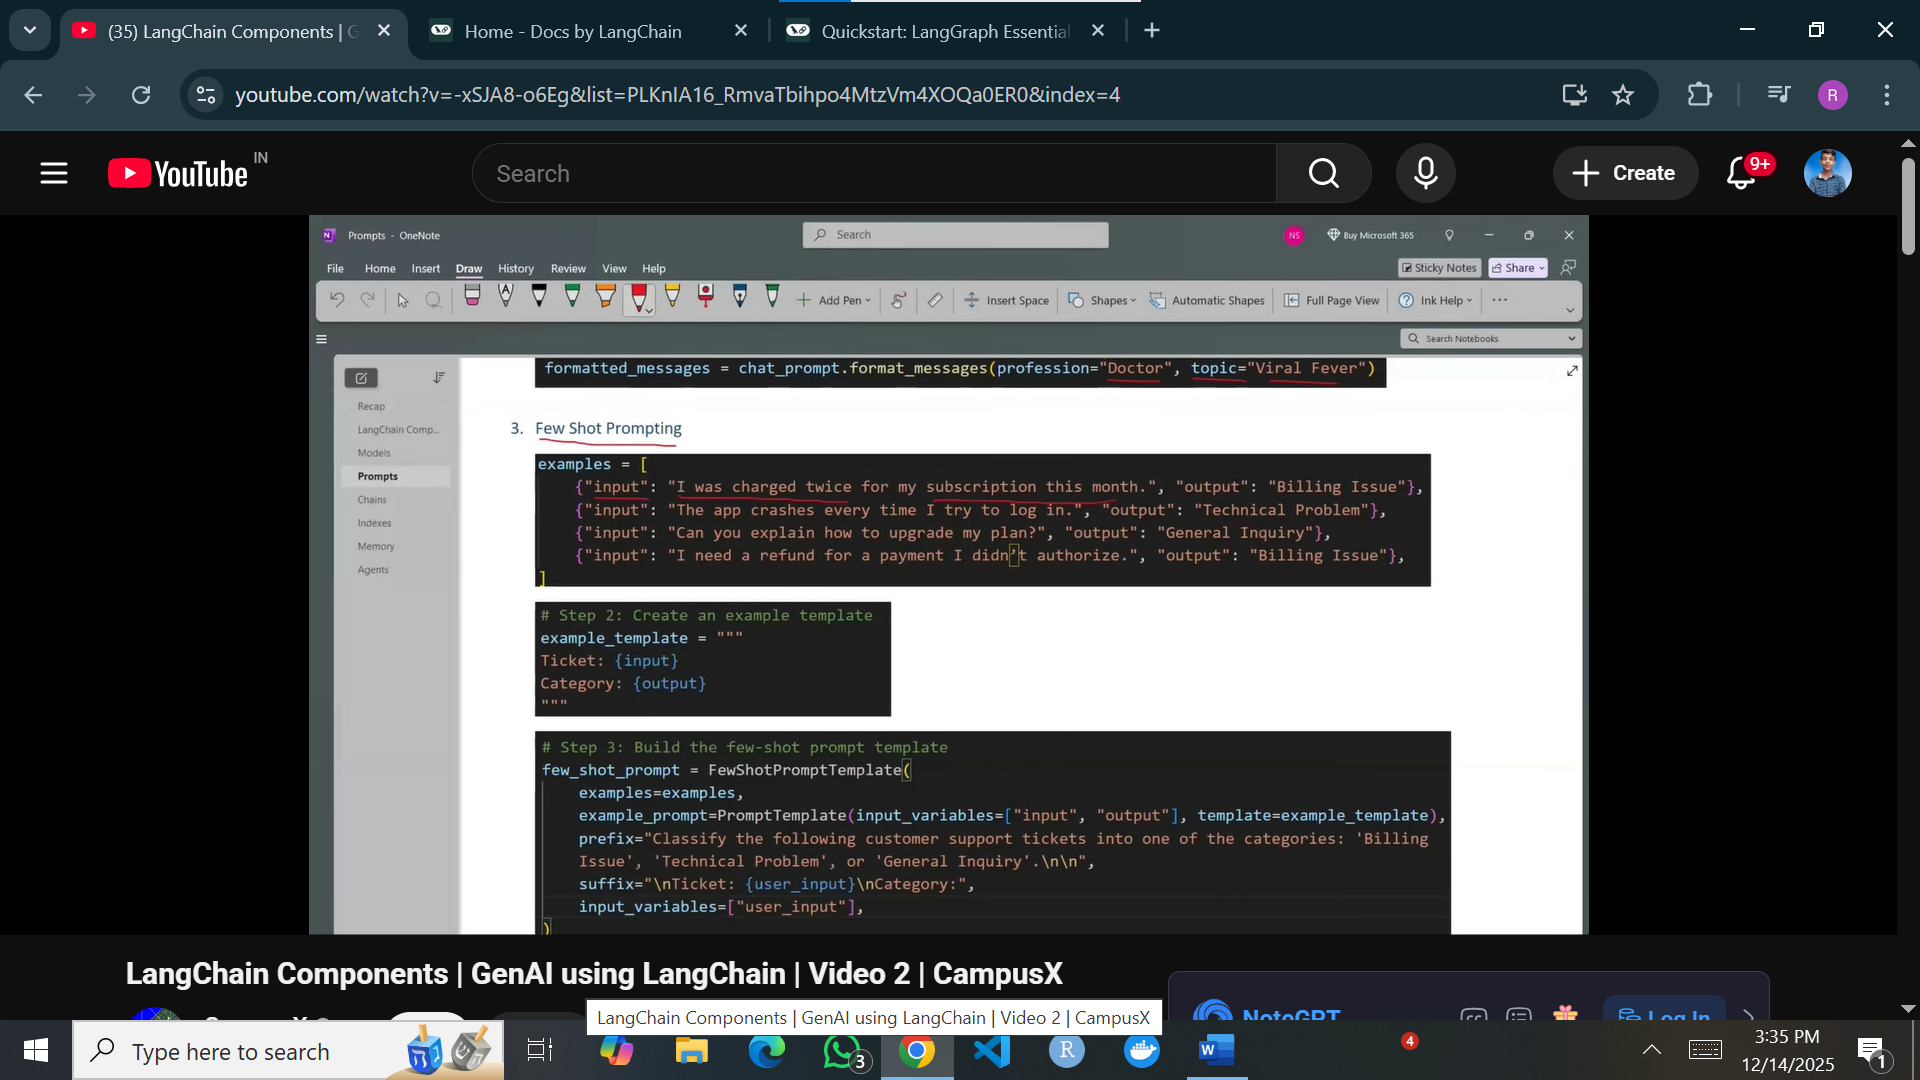 (35) LangChain Components | G
Home - Docs by LangChain
Quickstart: LangGraph Essential
youtube.com/watch?v=-xSJA8-o6Eg&list=PLKnIA16_RmvaTbihpo4MtzVm4XOQa0ER0&index=4
R
YouTube IN
Search
Create
9+
Prompts - OneNote
Search
NS
Buy Microsoft 365
File Home Insert Draw History Review View Help
Sticky Notes
Share
Add Pen
Insert Space
Shapes
Automatic Shapes
Full Page View
Ink Help
Search Notebooks
Recap
LangChain Comp...
Models
Prompts
Chains
Indexes
Memory
Agents
formatted_messages = chat_prompt.format_messages(profession="Doctor", topic="Viral Fever")
3. Few Shot Prompting
examples = [
{"input": "I was charged twice for my subscription this month.", "output": "Billing Issue"},
{"input": "The app crashes every time I try to log in.", "output": "Technical Problem"},
{"input": "Can you explain how to upgrade my plan?", "output": "General Inquiry"},
{"input": "I need a refund for a payment I didn't authorize.", "output": "Billing Issue"},
]
# Step 2: Create an example template
example_template = """
Ticket: {input}
Category: {output}
"""
# Step 3: Build the few-shot prompt template
few_shot_prompt = FewShotPromptTemplate(
examples=examples,
example_prompt=PromptTemplate(input_variables=["input", "output"], template=example_template),
prefix="Classify the following customer support tickets into one of the categories: 'Billing
Issue', 'Technical Problem', or 'General Inquiry'.\n\n",
suffix="\nTicket: {user_input}\nCategory:",
input_variables=["user_input"],
)
LangChain Components | GenAI using LangChain | Video 2 | CampusX
LangChain Components | GenAI using LangChain | Video 2 | CampusX
NoteGPT
Log In
Type here to search
3
4
3:35 PM
12/14/2025
1